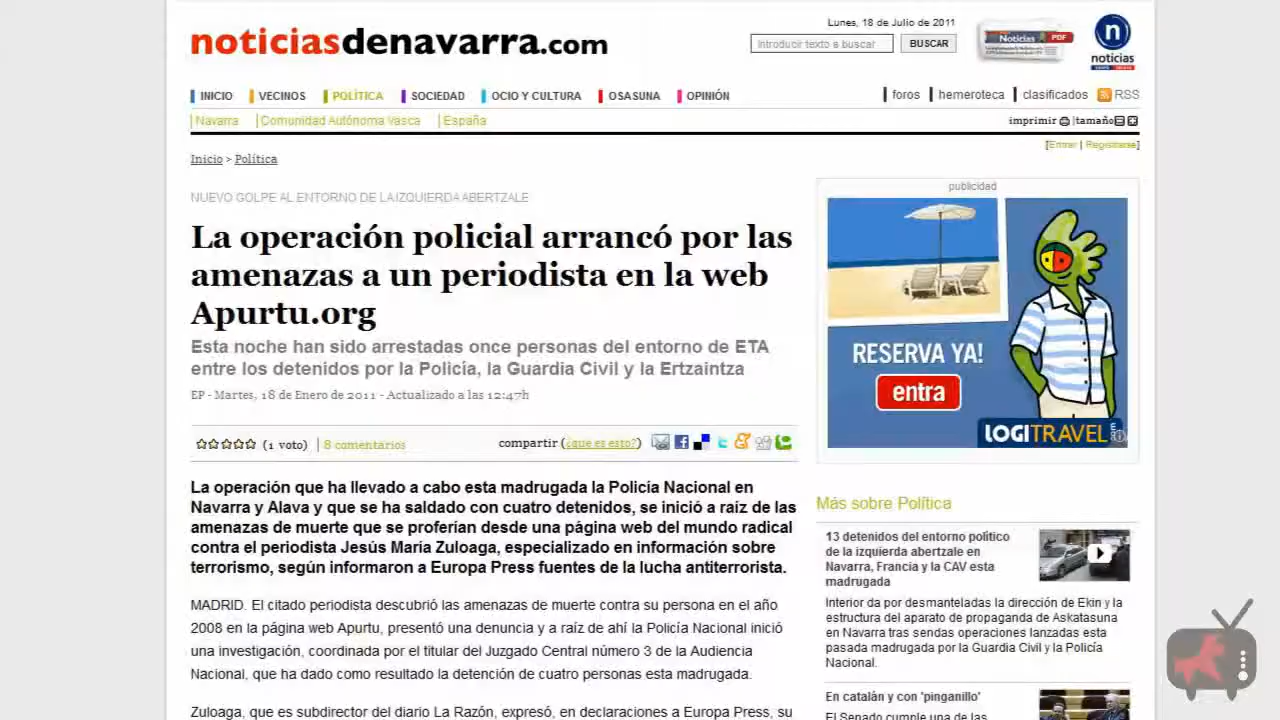 noticiasdenavarra.com
Lunes, 18 de Julio de 2011
Introducir texto a buscar
BUSCAR
Noticias PDF
n
noticias
INICIO VECINOS POLÍTICA SOCIEDAD OCIO Y CULTURA OSASUNA OPINIÓN
foros hemeroteca clasificados RSS
Navarra Comunidad Autónoma Vasca España
imprimir |tamaño
Inicio > Política
[Entrar | Registrarse]
NUEVO GOLPE AL ENTORNO DE LA IZQUIERDA ABERTZALE
La operación policial arrancó por las
amenazas a un periodista en la web
Apurtu.org
Esta noche han sido arrestadas once personas del entorno de ETA
entre los detenidos por la Policía, la Guardia Civil y la Ertzaintza
EP - Martes, 18 de Enero de 2011 - Actualizado a las 12:47h
(1 voto) | 8 comentarios
compartir (¿que es esto?)
La operación que ha llevado a cabo esta madrugada la Policía Nacional en
Navarra y Alava y que se ha saldado con cuatro detenidos, se inició a raíz de las
amenazas de muerte que se proferían desde una página web del mundo radical
contra el periodista Jesús María Zuloaga, especializado en información sobre
terrorismo, según informaron a Europa Press fuentes de la lucha antiterrorista.
MADRID. El citado periodista descubrió las amenazas de muerte contra su persona en el año
2008 en la página web Apurtu, presentó una denuncia y a raíz de ahí la Policía Nacional inició
una investigación, coordinada por el titular del Juzgado Central número 3 de la Audiencia
Nacional, que ha dado como resultado la detención de cuatro personas esta madrugada.
Zuloaga, que es subdirector del diario La Razón, expresó, en declaraciones a Europa Press, su
publicidad
RESERVA YA!
entra
LOGITRAVEL
Más sobre Política
13 detenidos del entorno político
de la izquierda abertzale en
Navarra, Francia y la CAV esta
madrugada
Interior da por desmanteladas la dirección de Ekin y la
estructura del aparato de propaganda de Askatasuna
en Navarra tras sendas operaciones lanzadas esta
pasada madrugada por la Guardia Civil y la Policía
Nacional.
En catalán y con 'pinganillo'
El Senado cumple una de las